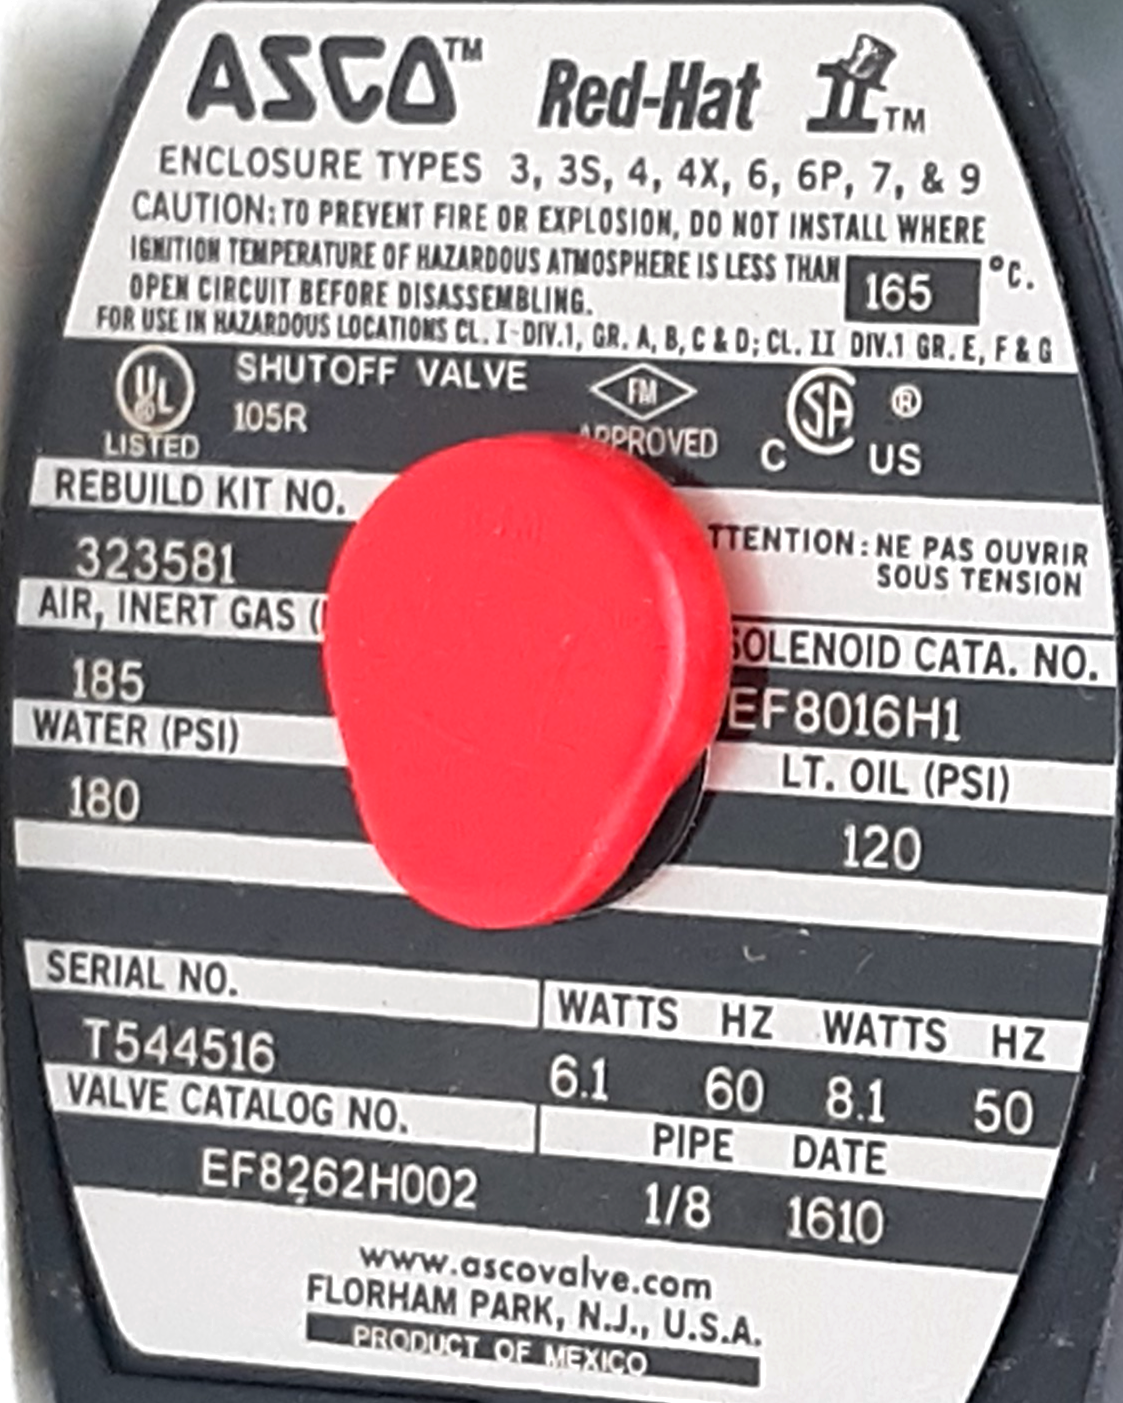 ASCO™ Red-Hat II™
ENCLOSURE TYPES 3, 3S, 4, 4X, 6, 6P, 7, & 9
CAUTION: TO PREVENT FIRE OR EXPLOSION, DO NOT INSTALL WHERE
IGNITION TEMPERATURE OF HAZARDOUS ATMOSPHERE IS LESS THAN 165 °C.
OPEN CIRCUIT BEFORE DISASSEMBLING.
FOR USE IN HAZARDOUS LOCATIONS CL. I-DIV.1, GR. A, B, C & D; CL. II DIV.1 GR. E, F & G
UL LISTED
SHUTOFF VALVE
105R
FM APPROVED
C SA ® C US
REBUILD KIT NO.
323581
TTENTION: NE PAS OUVRIR
SOUS TENSION
AIR, INERT GAS (
185
SOLENOID CATA. NO.
EF8016H1
WATER (PSI)
180
LT. OIL (PSI)
120
SERIAL NO.
T544516
WATTS HZ WATTS HZ
6.1 60 8.1 50
VALVE CATALOG NO.
EF8262H002
PIPE DATE
1/8 1610
www.ascovalve.com
FLORHAM PARK, N.J., U.S.A.
PRODUCT OF MEXICO